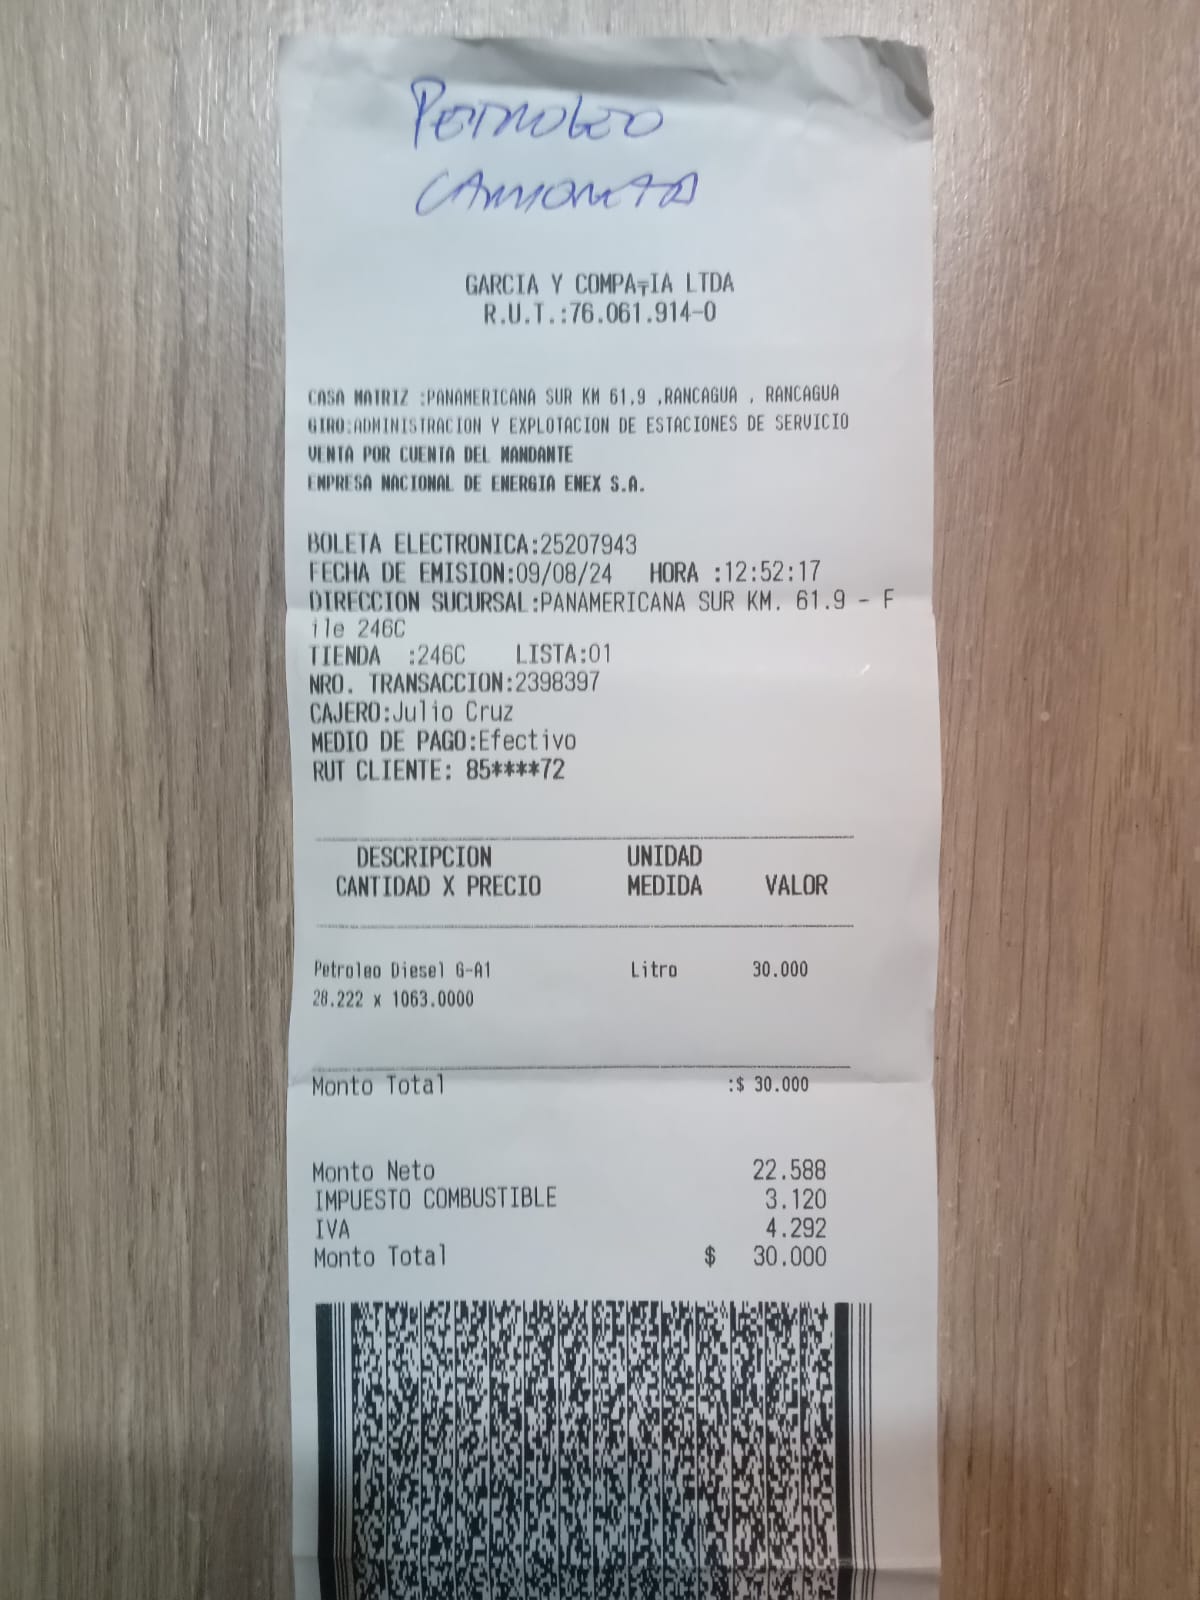 PETROLEO
CAMIONETA
GARCIA Y COMPA╤IA LTDA
R.U.T.:76.061.914-0
CASA MATRIZ :PANAMERICANA SUR KM 61.9 ,RANCAGUA , RANCAGUA
GIRO:ADMINISTRACION Y EXPLOTACION DE ESTACIONES DE SERVICIO
VENTA POR CUENTA DEL MANDANTE
EMPRESA NACIONAL DE ENERGIA ENEX S.A.
BOLETA ELECTRONICA:25207943
FECHA DE EMISION:09/08/24 HORA :12:52:17
DIRECCION SUCURSAL:PANAMERICANA SUR KM. 61.9 - F
ile 246C
TIENDA :246C LISTA:01
NRO. TRANSACCION:2398397
CAJERO:Julio Cruz
MEDIO DE PAGO:Efectivo
RUT CLIENTE: 85****72
DESCRIPCION UNIDAD
CANTIDAD X PRECIO MEDIDA VALOR
Petroleo Diesel G-A1 Litro 30.000
28.222 x 1063.0000
Monto Total :$ 30.000
Monto Neto 22.588
IMPUESTO COMBUSTIBLE 3.120
IVA 4.292
Monto Total $ 30.000